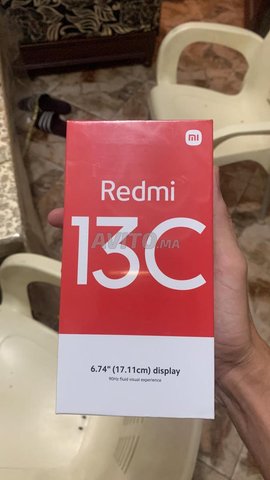 mi
Redmi
13C
AVITO.ma
6.74" (17.11cm) display
90Hz fluid visual experience